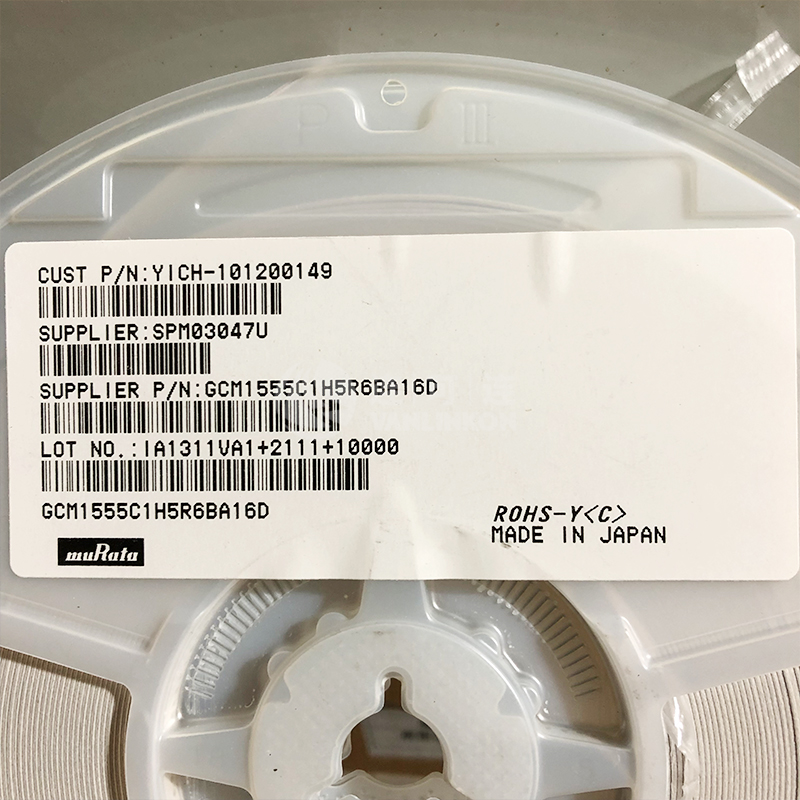 P
CUST P/N:YICH-101200149
SUPPLIER:SPM03047U
SUPPLIER P/N:GCM1555C1H5R6BA16D
LOT NO.:IA1311VA1+2111+10000
GCM1555C1H5R6BA16D
ROHS-Y<C>
MADE IN JAPAN
muRata